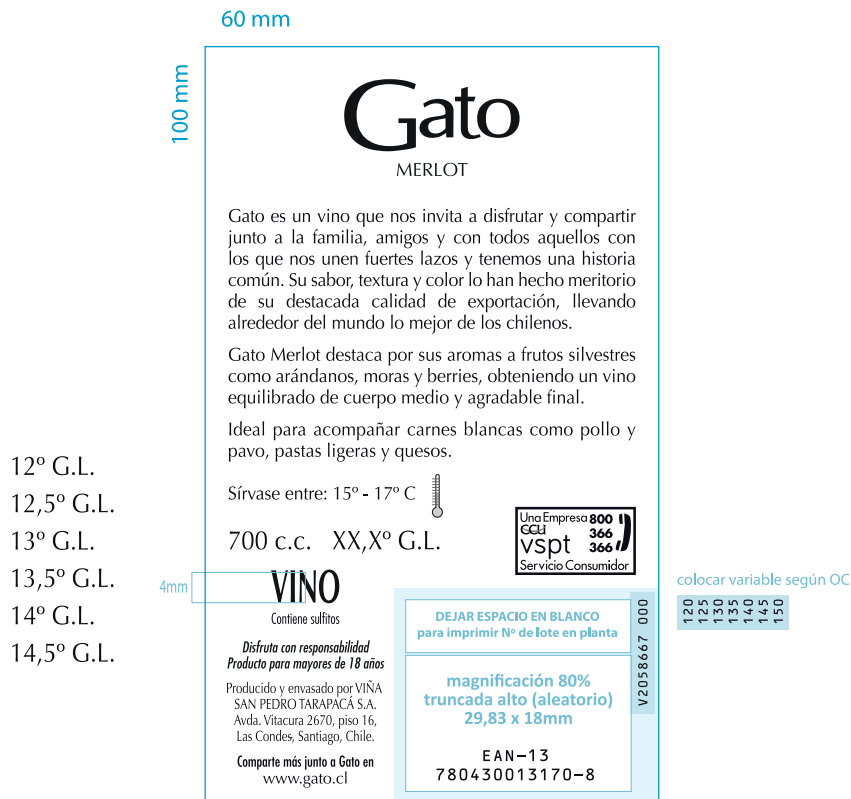 60 mm
100 mm
Gato
MERLOT
Gato es un vino que nos invita a disfrutar y compartir
junto a la familia, amigos y con todos aquellos con
los que nos unen fuertes lazos y tenemos una historia
común. Su sabor, textura y color lo han hecho meritorio
de su destacada calidad de exportación, llevando
alrededor del mundo lo mejor de los chilenos.
Gato Merlot destaca por sus aromas a frutos silvestres
como arándanos, moras y berries, obteniendo un vino
equilibrado de cuerpo medio y agradable final.
Ideal para acompañar carnes blancas como pollo y
pavo, pastas ligeras y quesos.
Sírvase entre: 15º - 17º C
700 c.c. XX,Xº G.L.
12º G.L.
12,5º G.L.
13º G.L.
13,5º G.L.
14º G.L.
14,5º G.L.
Una Empresa
CCU
vspt
800
366
366
Servicio Consumidor
4mm
VINO
Contiene sulfitos
Disfruta con responsabilidad
Producto para mayores de 18 años
Producido y envasado por VIÑA
SAN PEDRO TARAPACÁ S.A.
Avda. Vitacura 2670, piso 16,
Las Condes, Santiago, Chile.
Comparte más junto a Gato en
www.gato.cl
DEJAR ESPACIO EN BLANCO
para imprimir Nº de lote en planta
magnificación 80%
truncada alto (aleatorio)
29,83 x 18mm
EAN-13
780430013170-8
V2058667 000
colocar variable según OC
120
125
130
135
140
145
150